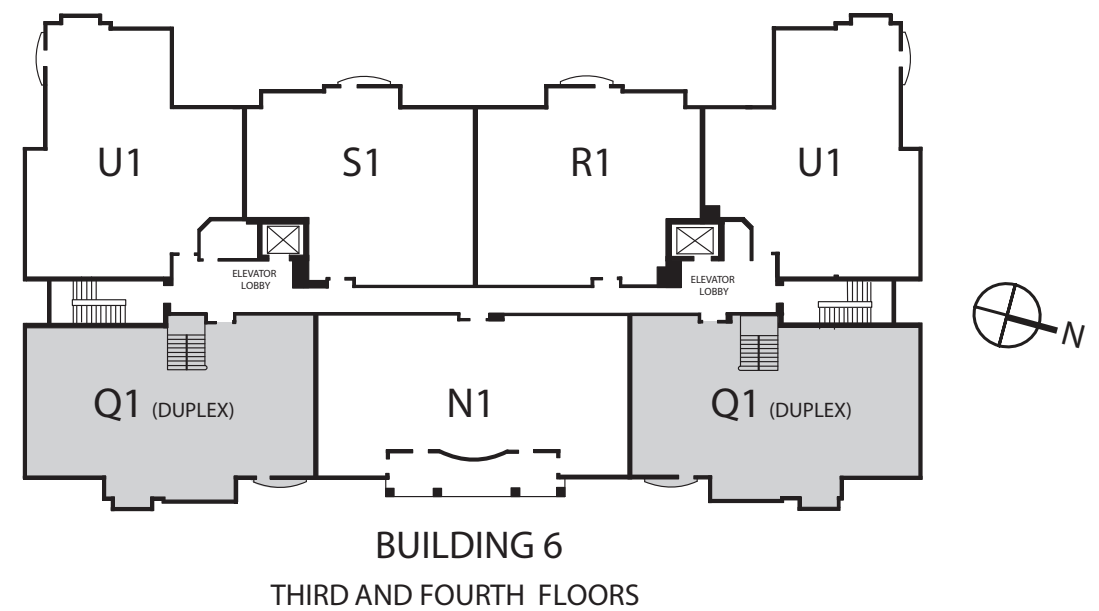 U1
S1
R1
U1
ELEVATOR
LOBBY
ELEVATOR
LOBBY
N
Q1 (DUPLEX)
N1
Q1 (DUPLEX)
BUILDING 6
THIRD AND FOURTH FLOORS